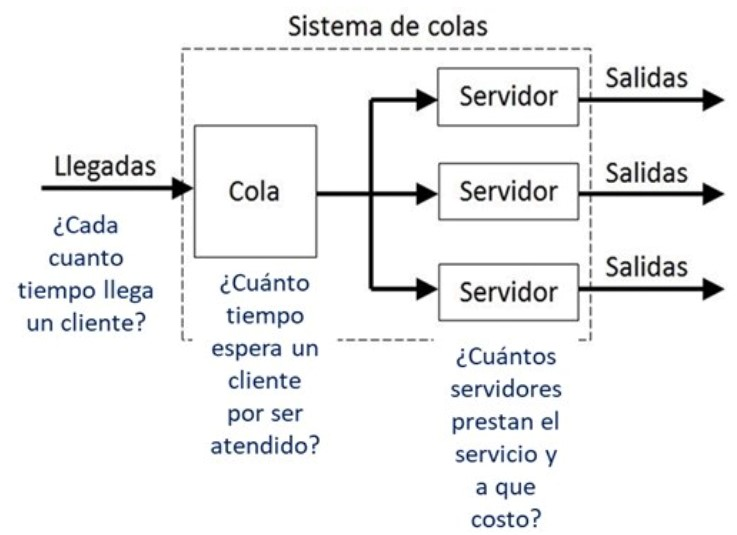 Sistema de colas
Llegadas
¿Cada
cuanto
tiempo llega
un cliente?
Cola
¿Cuánto
tiempo
espera un
cliente
por ser
atendido?
Servidor
Salidas
Servidor
Salidas
Servidor
Salidas
¿Cuántos
servidores
prestan el
servicio y
a que
costo?